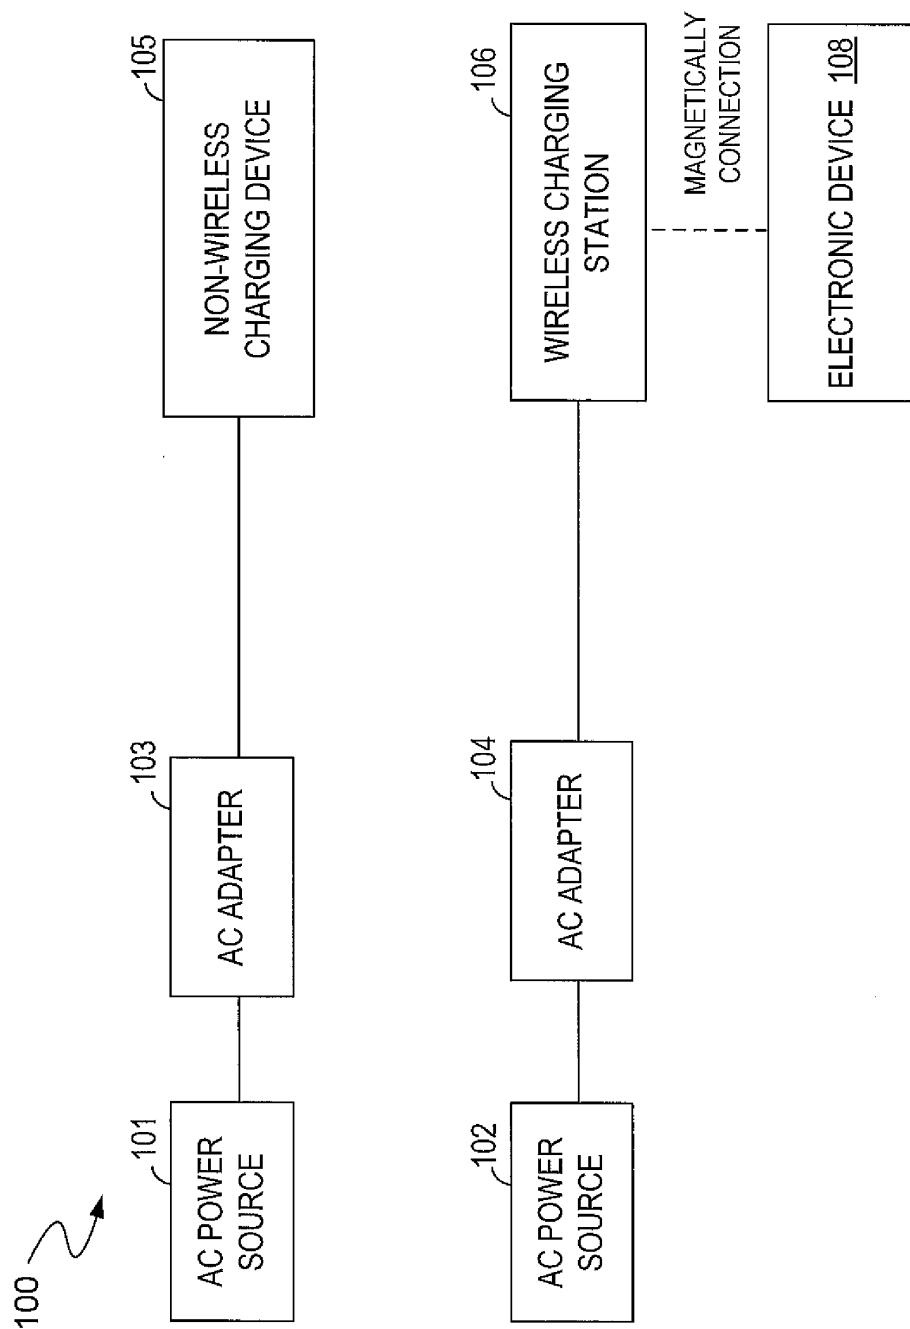 100
101
AC POWER
SOURCE
103
AC ADAPTER
105
NON-WIRELESS
CHARGING DEVICE
102
AC POWER
SOURCE
104
AC ADAPTER
106
WIRELESS CHARGING
STATION
MAGNETICALLY
CONNECTION
ELECTRONIC DEVICE 108